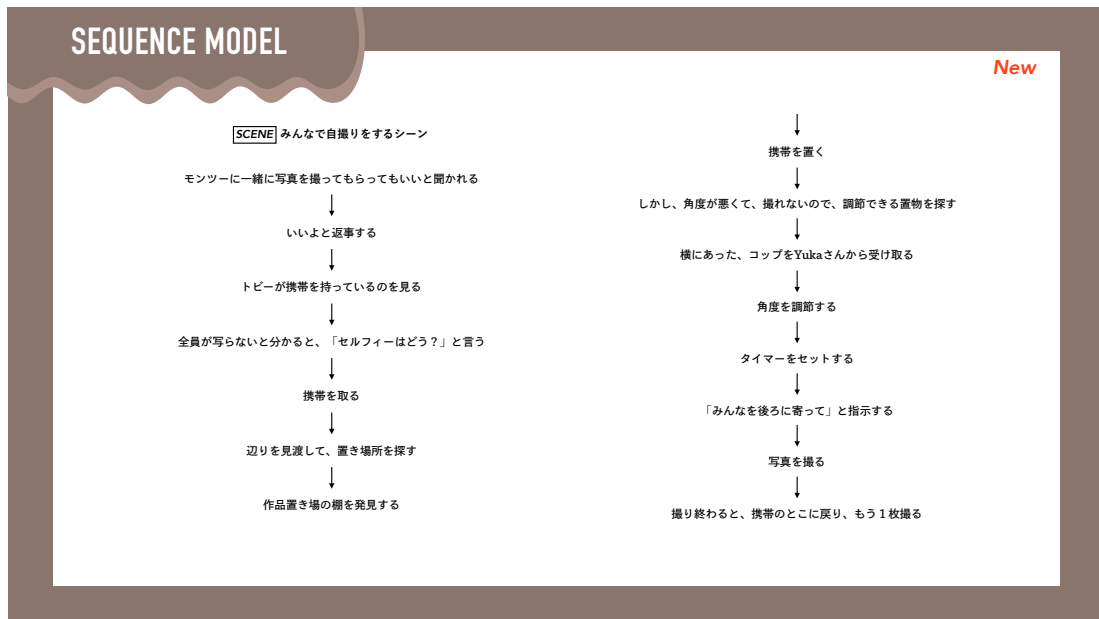 SEQUENCE MODEL
New
SCENE みんなで自撮りをするシーン
モンツーに一緒に写真を撮ってもらってもいいと聞かれる
いいよと返事する
トビーが携帯を持っているのを見る
全員が写らないと分かると、「セルフィーはどう？」と言う
携帯を取る
辺りを見渡して、置き場所を探す
作品置き場の棚を発見する
携帯を置く
しかし、角度が悪くて、撮れないので、調節できる置物を探す
横にあった、コップをYukaさんから受け取る
角度を調節する
タイマーをセットする
「みんなを後ろに寄って」と指示する
写真を撮る
撮り終わると、携帯のとこに戻り、もう１枚撮る